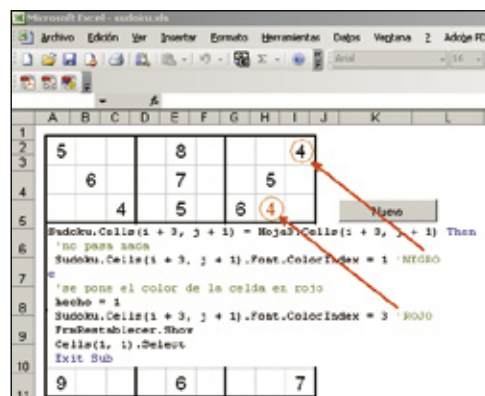 Microsoft Excel - sudoku.xls
Archivo Edición Ver Insertar Formato Herramientas Datos Ventana ? Adobe PD
Arial 16
fx
A B C D E F G H I J K L
1
2
3
5 8 4
4
6 7 5
5
4 5 6 4
Nuevo
Sudoku.Cells(i + 3, j + 1) = Hoja3.Cells(i + 3, j + 1) Then
6
'no pasa nada
Sudoku.Cells(i + 3, j + 1).Font.ColorIndex = 1 'NEGRO
7
e
'se pone el color de la celda en rojo
8
hecho = 1
Sudoku.Cells(i + 3, j + 1).Font.ColorIndex = 3 'ROJO
9
FrmRestablecer.Show
Cells(1, 1).Select
10
Exit Sub
9 6 7
11